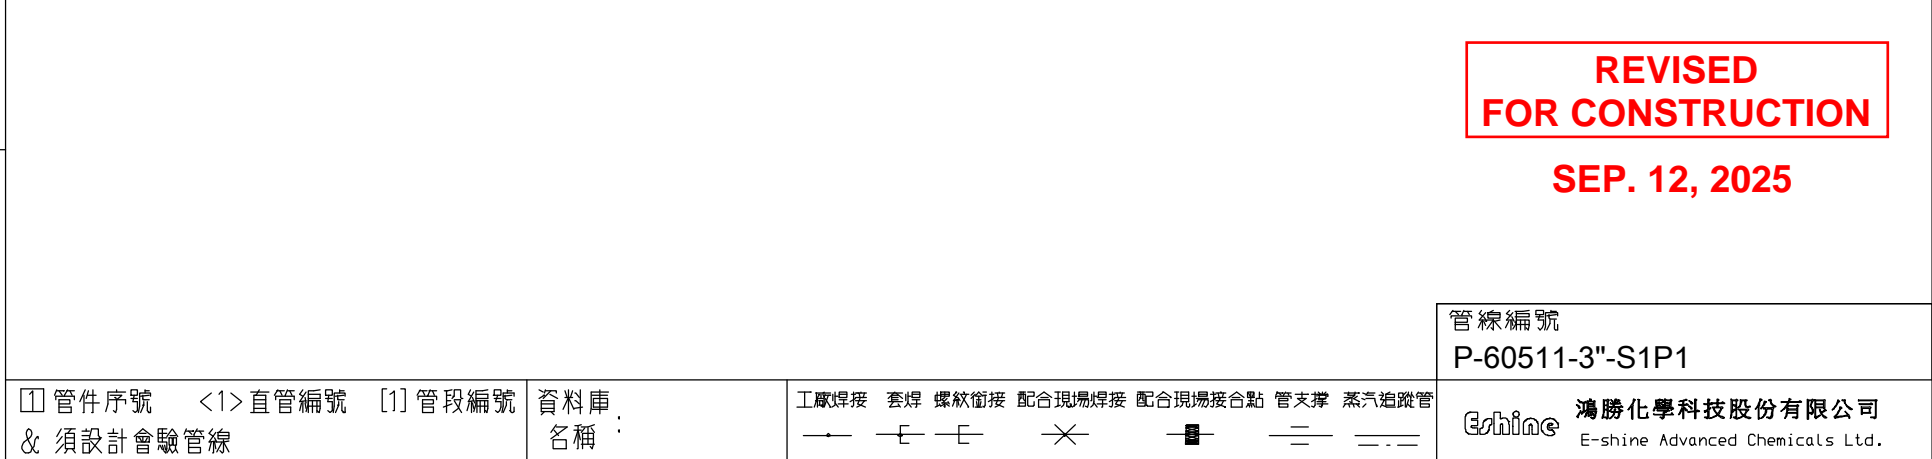 REVISED
FOR CONSTRUCTION
SEP. 12, 2025
管線編號
P-60511-3"-S1P1
1 管件序號 <1>直管編號 [1]管段編號
& 須設計會驗管線
資料庫
名稱 :
工廠焊接 套焊 螺紋銜接 配合現場焊接 配合現場接合點 管支撐 蒸汽追蹤管
Eshine
鴻勝化學科技股份有限公司
E-shine Advanced Chemicals Ltd.